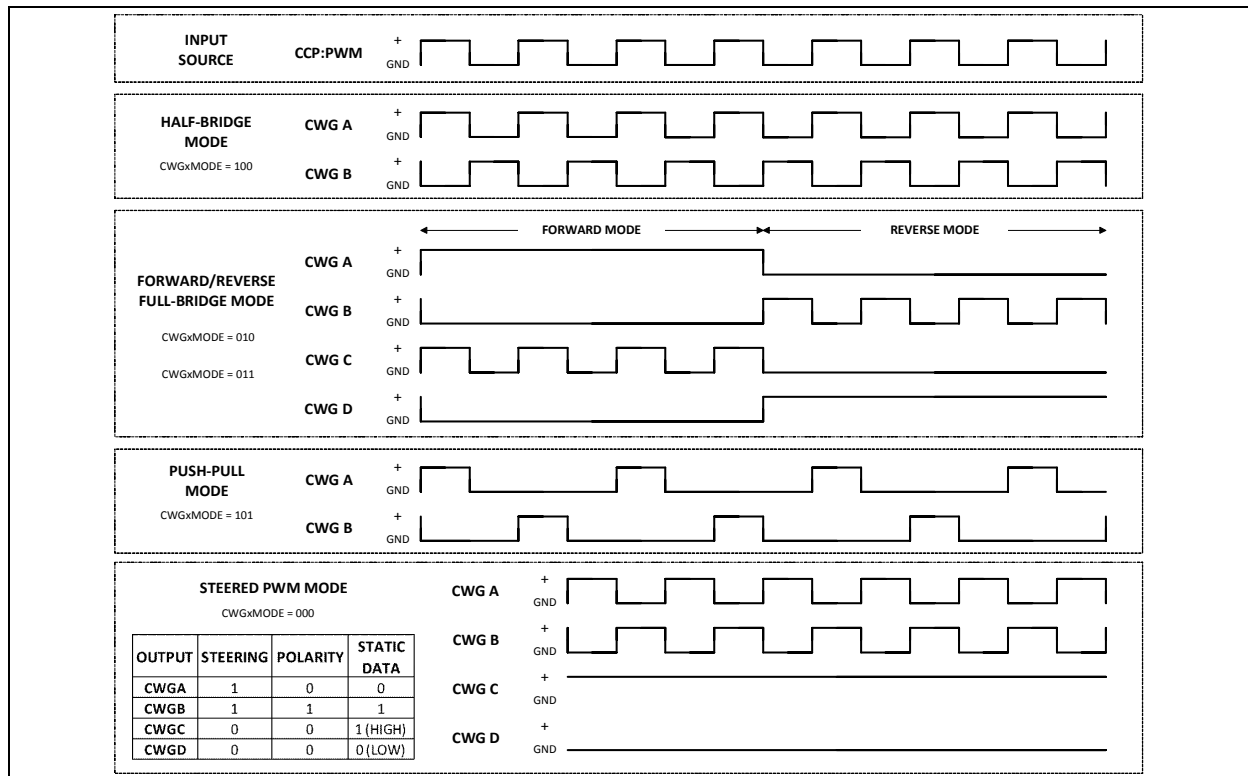 INPUT
SOURCE
CCP:PWM
+
GND
HALF-BRIDGE
MODE
CWGxMODE = 100
CWG A
+
GND
CWG B
+
GND
FORWARD MODE
REVERSE MODE
FORWARD/REVERSE
FULL-BRIDGE MODE
CWGxMODE = 010
CWGxMODE = 011
CWG A
+
GND
CWG B
+
GND
CWG C
+
GND
CWG D
+
GND
PUSH-PULL
MODE
CWGxMODE = 101
CWG A
+
GND
CWG B
+
GND
STEERED PWM MODE
CWGxMODE = 000
OUTPUT STEERING POLARITY STATIC DATA
CWGA 1 0 0
CWGB 1 1 1
CWGC 0 0 1 (HIGH)
CWGD 0 0 0 (LOW)
CWG A
+
GND
CWG B
+
GND
CWG C
+
GND
CWG D
+
GND